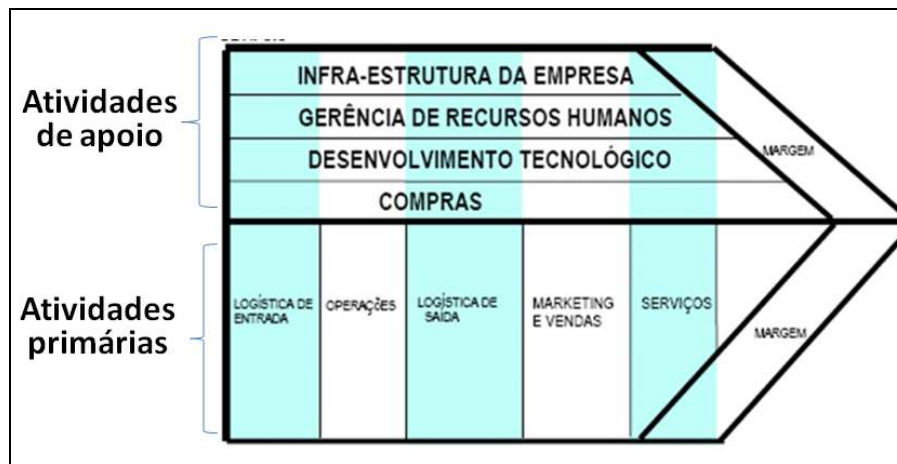 Atividades
de apoio
INFRA-ESTRUTURA DA EMPRESA
GERÊNCIA DE RECURSOS HUMANOS
DESENVOLVIMENTO TECNOLÓGICO
COMPRAS
MARGEM
Atividades
primárias
LOGÍSTICA DE
ENTRADA
OPERAÇÕES
LOGÍSTICA DE
SAÍDA
MARKETING
E VENDAS
SERVIÇOS
MARGEM